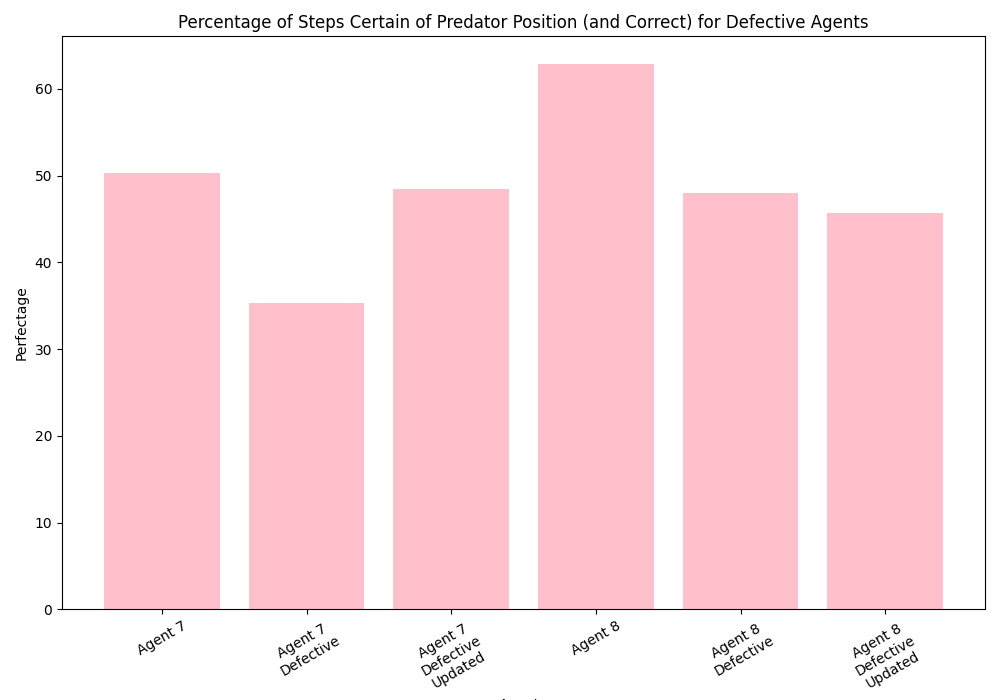 Percentage of Steps Certain of Predator Position (and Correct) for Defective Agents
Perfectage
60
50
40
30
20
10
0
Agent 7
Agent 7
Defective
Agent 7
Defective
Updated
Agent 8
Agent 8
Defective
Agent 8
Defective
Updated